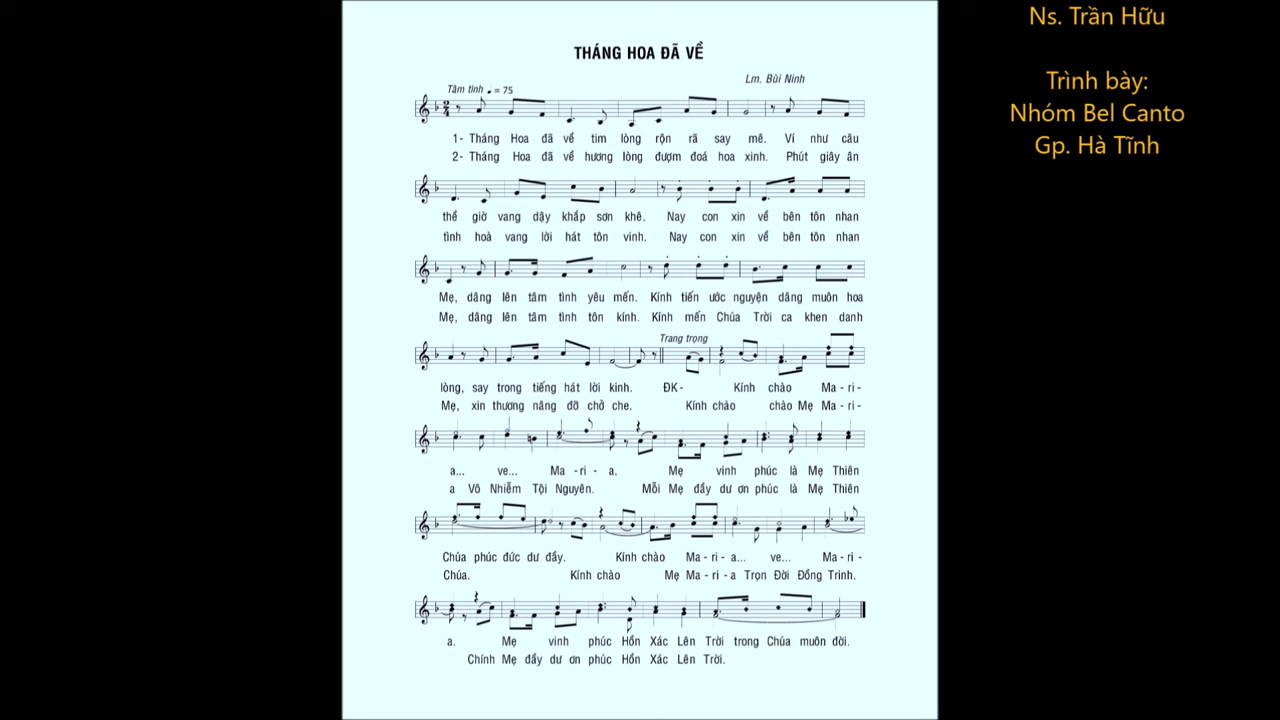 Ns. Trần Hữu
Trình bày:
Nhóm Bel Canto
Gp. Hà Tĩnh
THÁNG HOA ĐÃ VỀ
Lm. Bùi Ninh
Tâm tình ♩ = 75
1- Tháng Hoa đã về tim lòng rộn rã say mê. Ví như câu
2- Tháng Hoa đã về hương lòng đượm đoá hoa xinh. Phút giây ân
thề giờ vang dậy khắp sơn khê. Nay con xin về bên tôn nhan
tình hoà vang lời hát tôn vinh. Nay con xin về bên tôn nhan
Mẹ, dâng lên tâm tình yêu mến. Kính tiến ước nguyện dâng muôn hoa
Mẹ, dâng lên tâm tình tôn kính. Kính mến Chúa Trời ca khen danh
Trang trọng
lòng, say trong tiếng hát lời kinh. ĐK- Kính chào Ma - ri -
Mẹ, xin thương nâng đỡ chở che. Kính chào chào Mẹ Ma - ri -
a... ve... Ma - ri - a. Mẹ vinh phúc là Mẹ Thiên
a Vô Nhiễm Tội Nguyên. Mỗi Mẹ đầy dư ơn phúc là Mẹ Thiên
Chúa phúc đức dư đầy. Kính chào Ma - ri - a... ve... Ma - ri -
Chúa. Kính chào Mẹ Ma - ri - a Trọn Đời Đồng Trinh.
a. Mẹ vinh phúc Hồn Xác Lên Trời trong Chúa muôn đời.
Chính Mẹ đầy dư ơn phúc Hồn Xác Lên Trời.